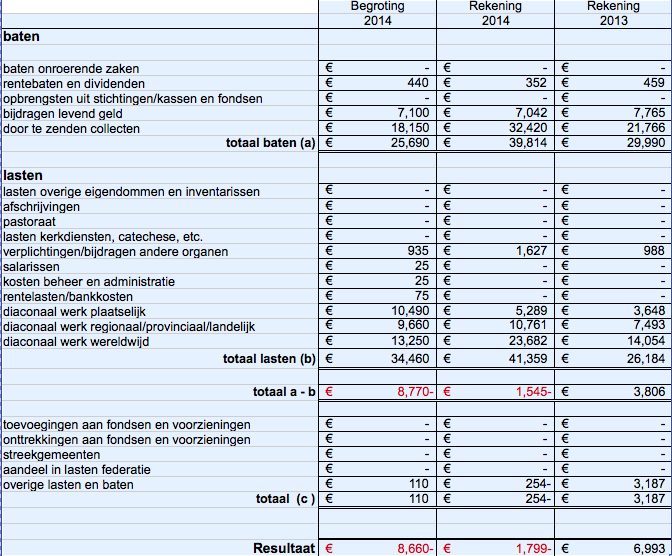 Begroting Rekening Rekening
2014 2014 2013
baten
baten onroerende zaken € - € - € -
rentebaten en dividenden € 440 € 352 € 459
opbrengsten uit stichtingen/kassen en fondsen € - € - € -
bijdragen levend geld € 7,100 € 7,042 € 7,765
door te zenden collecten € 18,150 € 32,420 € 21,766
totaal baten (a) € 25,690 € 39,814 € 29,990
lasten
lasten overige eigendommen en inventarissen € - € - € -
afschrijvingen € - € - € -
pastoraat € - € - € -
lasten kerkdiensten, catechese, etc. € - € - € -
verplichtingen/bijdragen andere organen € 935 € 1,627 € 988
salarissen € 25 € - € -
kosten beheer en administratie € 25 € - € -
rentelasten/bankkosten € 75 € - € -
diaconaal werk plaatselijk € 10,490 € 5,289 € 3,648
diaconaal werk regionaal/provinciaal/landelijk € 9,660 € 10,761 € 7,493
diaconaal werk wereldwijd € 13,250 € 23,682 € 14,054
totaal lasten (b) € 34,460 € 41,359 € 26,184
totaal a - b € 8,770- € 1,545- € 3,806
toevoegingen aan fondsen en voorzieningen € - € - € -
onttrekkingen aan fondsen en voorzieningen € - € - € -
streekgemeenten € - € - € -
aandeel in lasten federatie € - € - € -
overige lasten en baten € 110 € 254- € 3,187
totaal (c ) € 110 € 254- € 3,187
Resultaat € 8,660- € 1,799- € 6,993